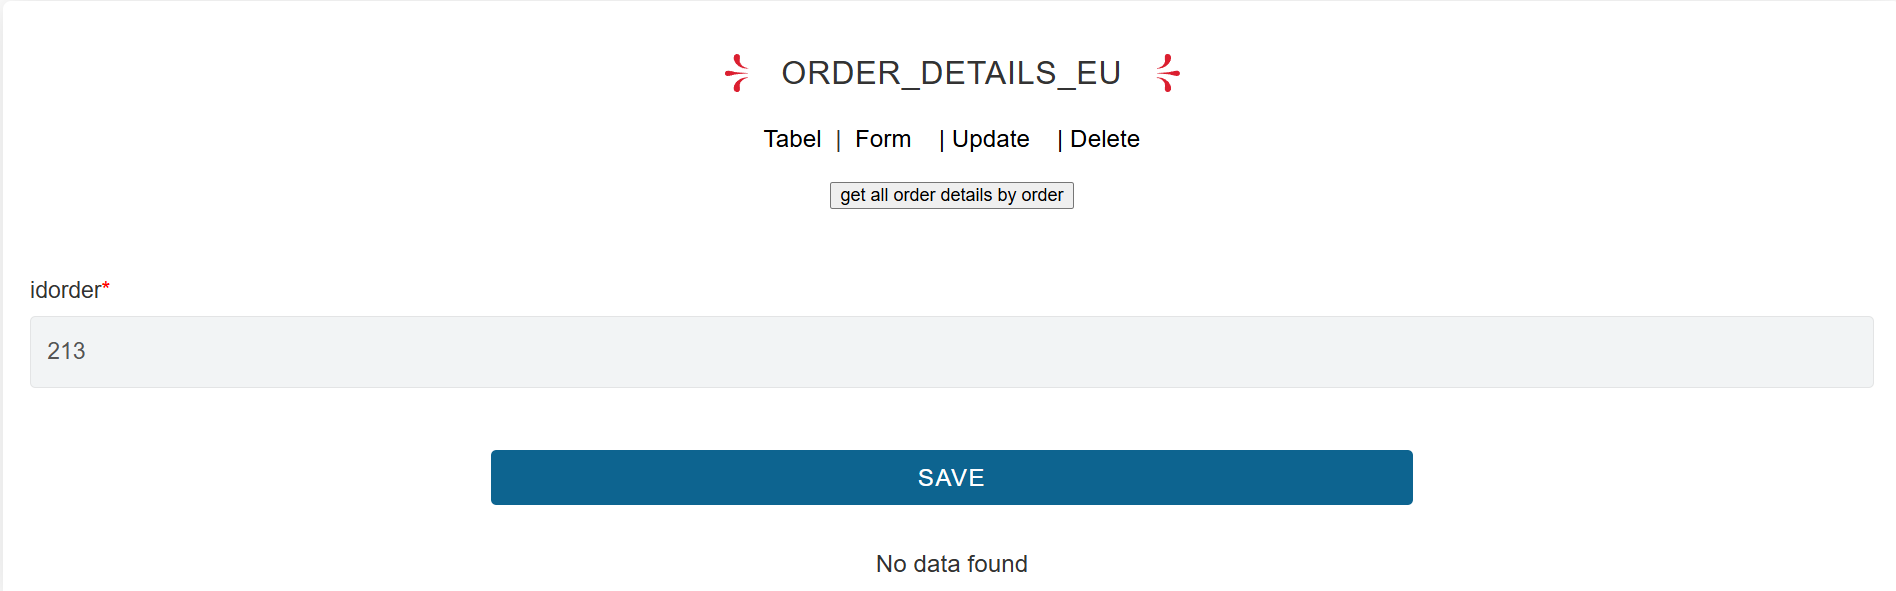 ORDER_DETAILS_EU
Tabel | Form | Update | Delete
get all order details by order
idorder*
213
SAVE
No data found